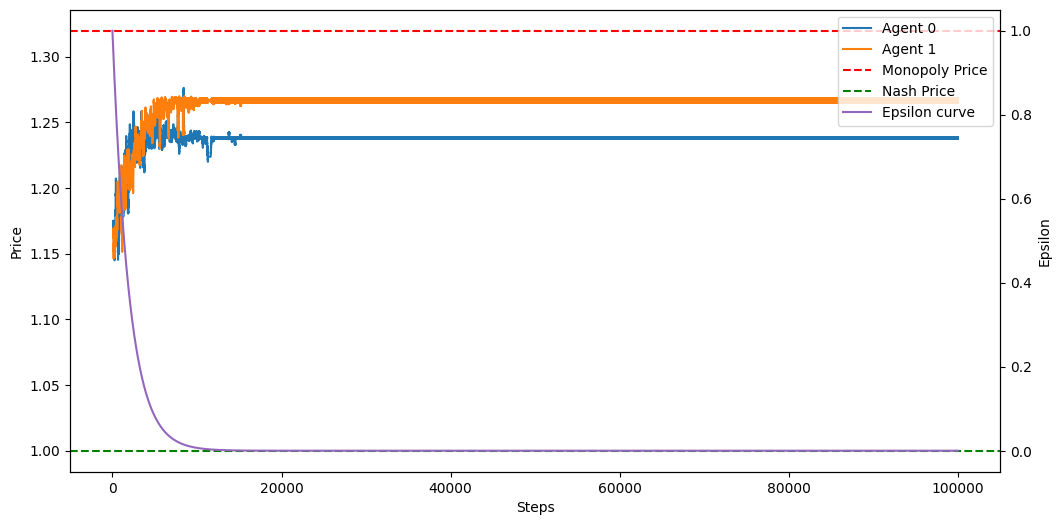 Agent 0
Agent 1
Monopoly Price
Nash Price
Epsilon curve
Price
1.30
1.25
1.20
1.15
1.10
1.05
1.00
1.0
0.8
0.6
0.4
0.2
0.0
Epsilon
0 20000 40000 60000 80000 100000
Steps